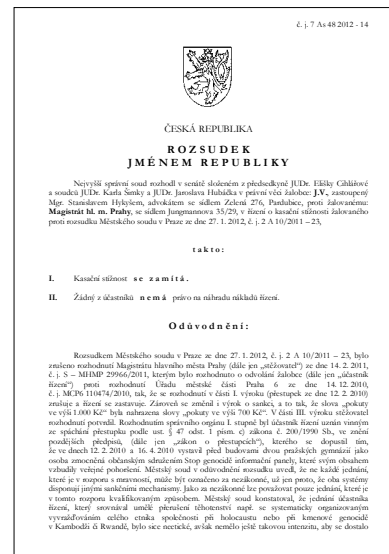 č. j. 7 As 48 2012 - 14
ČESKÁ REPUBLIKA
ROZSUDEK
JMÉNEM REPUBLIKY
Nejvyšší správní soud rozhodl v senátě složeném z předsedkyně JUDr. Elišky Cihlářové
a soudců JUDr. Karla Šimky a JUDr. Jaroslava Hubáčka v právní věci žalobce: J.V., zastoupený
Mgr. Stanislavem Hykyšem, advokátem se sídlem Zelená 276, Pardubice, proti žalovanému:
Magistrát hl. m. Prahy, se sídlem Jungmannova 35/29, v řízení o kasační stížnosti žalovaného
proti rozsudku Městského soudu v Praze ze dne 27. 1. 2012, č. j. 2 A 10/2011 – 23,
takto:
I. Kasační stížnost se zamítá.
II. Žádný z účastníků nemá právo na náhradu nákladů řízení.
Odůvodnění:
Rozsudkem Městského soudu v Praze ze dne 27. 1. 2012, č. j. 2 A 10/2011 – 23, bylo
zrušeno rozhodnutí Magistrátu hlavního města Prahy (dále jen „stěžovatel“) ze dne 14. 2. 2011,
č. j. S – MHMP 29966/2011, kterým bylo rozhodnuto o odvolání žalobce (dále jen „účastník
řízení“) proti rozhodnutí Úřadu městské části Praha 6 ze dne 14. 12. 2010,
č. j. MCP6 110474/2010, tak, že se rozhodnutí v části I. výroku (přestupek ze dne 12. 2. 2010)
zrušuje a řízení se zastavuje. Zároveň se změnil i výrok o sankci, a to tak, že slova „pokuty
ve výši 1.000 Kč“ byla nahrazena slovy „pokuty ve výši 700 Kč“. V části III. výroku stěžovatel
rozhodnutí potvrdil. Rozhodnutím správního orgánu I. stupně byl účastník řízení uznán vinným
ze spáchání přestupku podle ust. § 47 odst. 1 písm. c) zákona č. 200/1990 Sb., ve znění
pozdějších předpisů, (dále jen „zákon o přestupcích“), kterého se dopustil tím,
že ve dnech 12. 2. 2010 a 16. 4. 2010 vystavil před budovami dvou pražských gymnázií jako
osoba zmocněná občanským sdružením Stop genocidě informační panely, které svým obsahem
vzbudily veřejné pohoršení. Městský soud v odůvodnění rozsudku uvedl, že ne každé jednání,
které je v rozporu s mravností, může být označeno za nezákonné, už jen proto, že oba systémy
disponují jinými sankčními mechanismy. Jako za nezákonné lze považovat pouze jednání, které je
v tomto rozporu kvalifikovaným způsobem. Městský soud konstatoval, že jednání účastníka
řízení, který srovnával umělé přerušení těhotenství např. se systematicky organizovaným
vyvražďováním celého etnika společnosti při holocaustu nebo při kmenové genocidě
v Kambodži či Rwandě, bylo sice neetické, avšak nemělo ještě takovou intenzitu, aby se dostalo